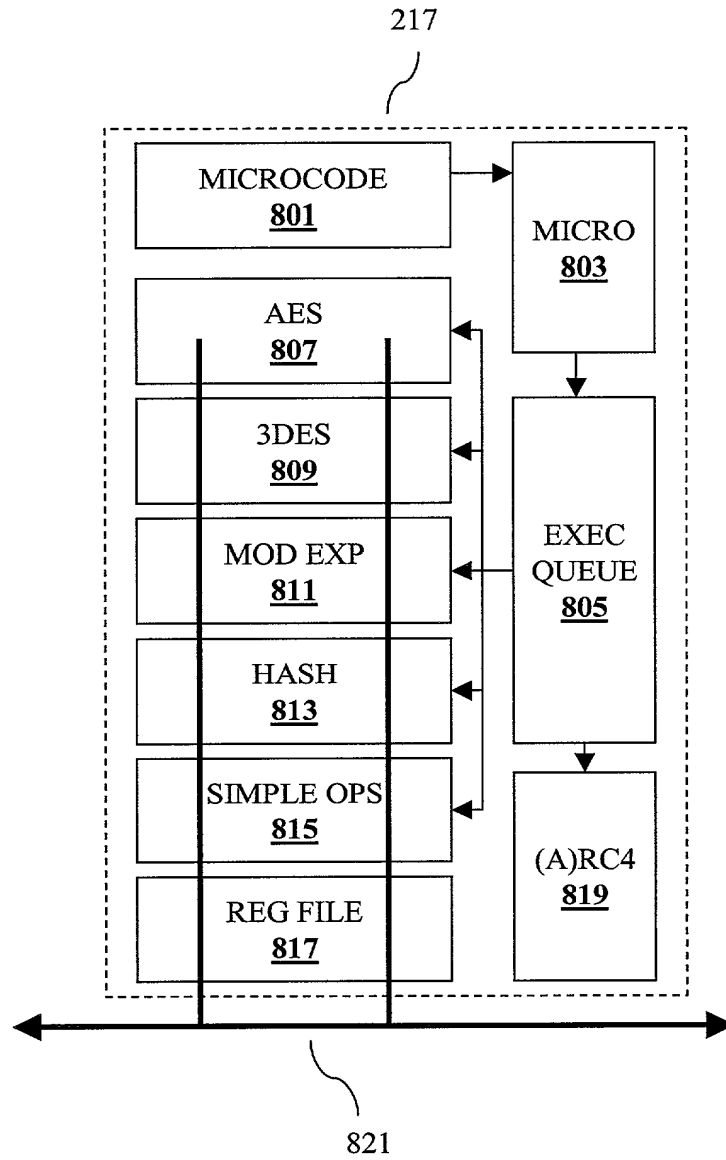 217
MICROCODE
801
MICRO
803
AES
807
3DES
809
EXEC
QUEUE
805
MOD EXP
811
HASH
813
SIMPLE OPS
815
(A)RC4
819
REG FILE
817
821